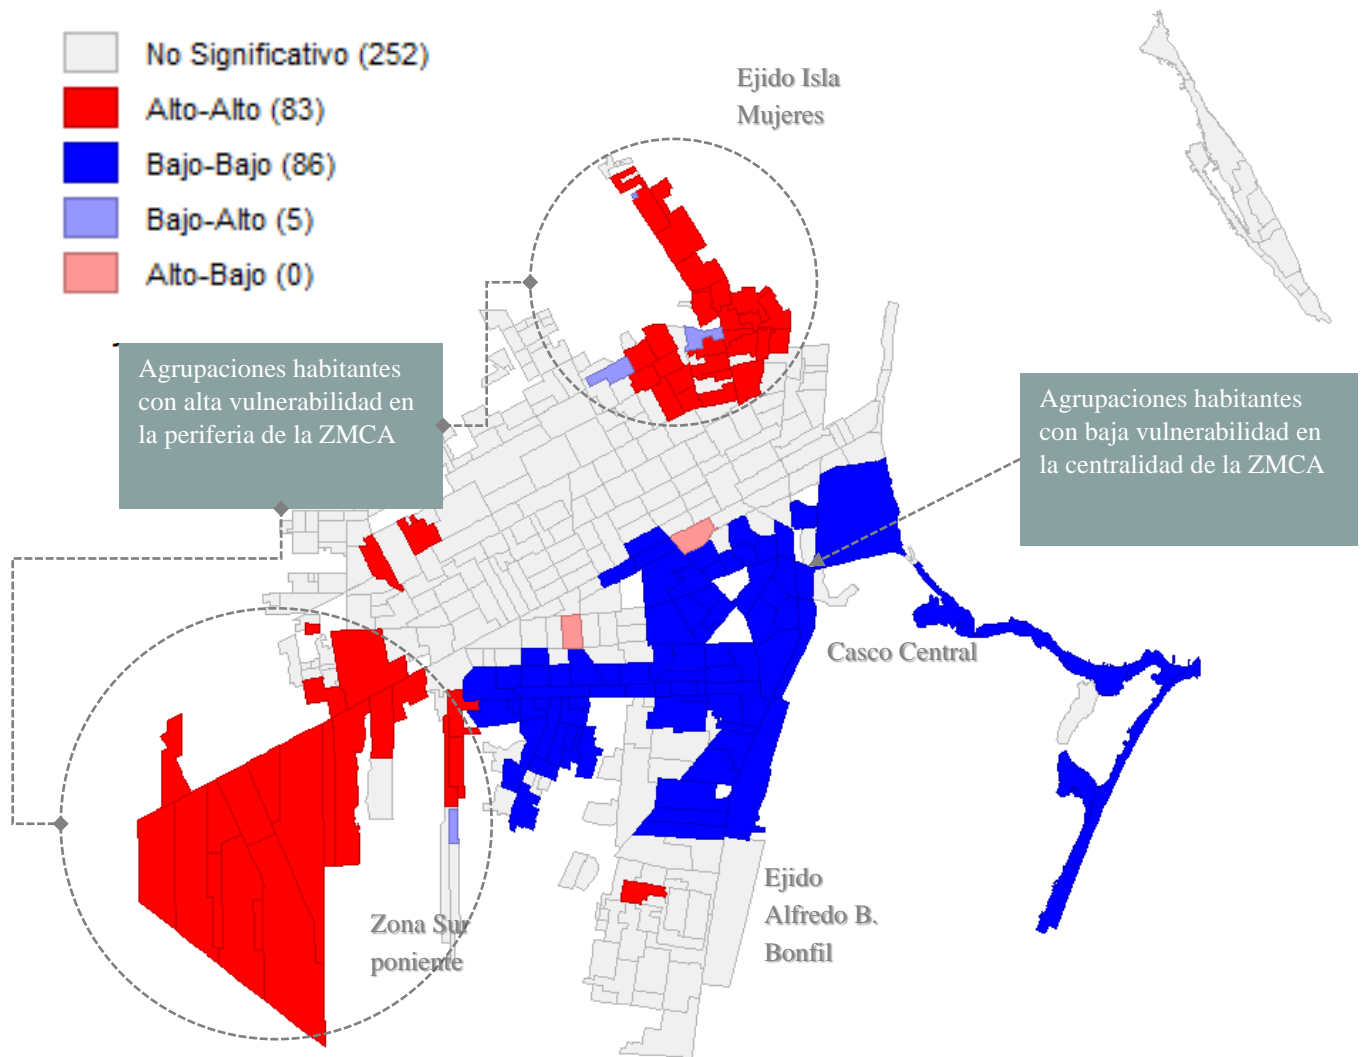 No Significativo (252)
Alto-Alto (83)
Bajo-Bajo (86)
Bajo-Alto (5)
Alto-Bajo (0)
Ejido Isla
Mujeres
Agrupaciones habitantes
con alta vulnerabilidad en
la periferia de la ZMCA
Agrupaciones habitantes
con baja vulnerabilidad en
la centralidad de la ZMCA
Casco Central
Ejido
Alfredo B.
Bonfil
Zona Sur
poniente